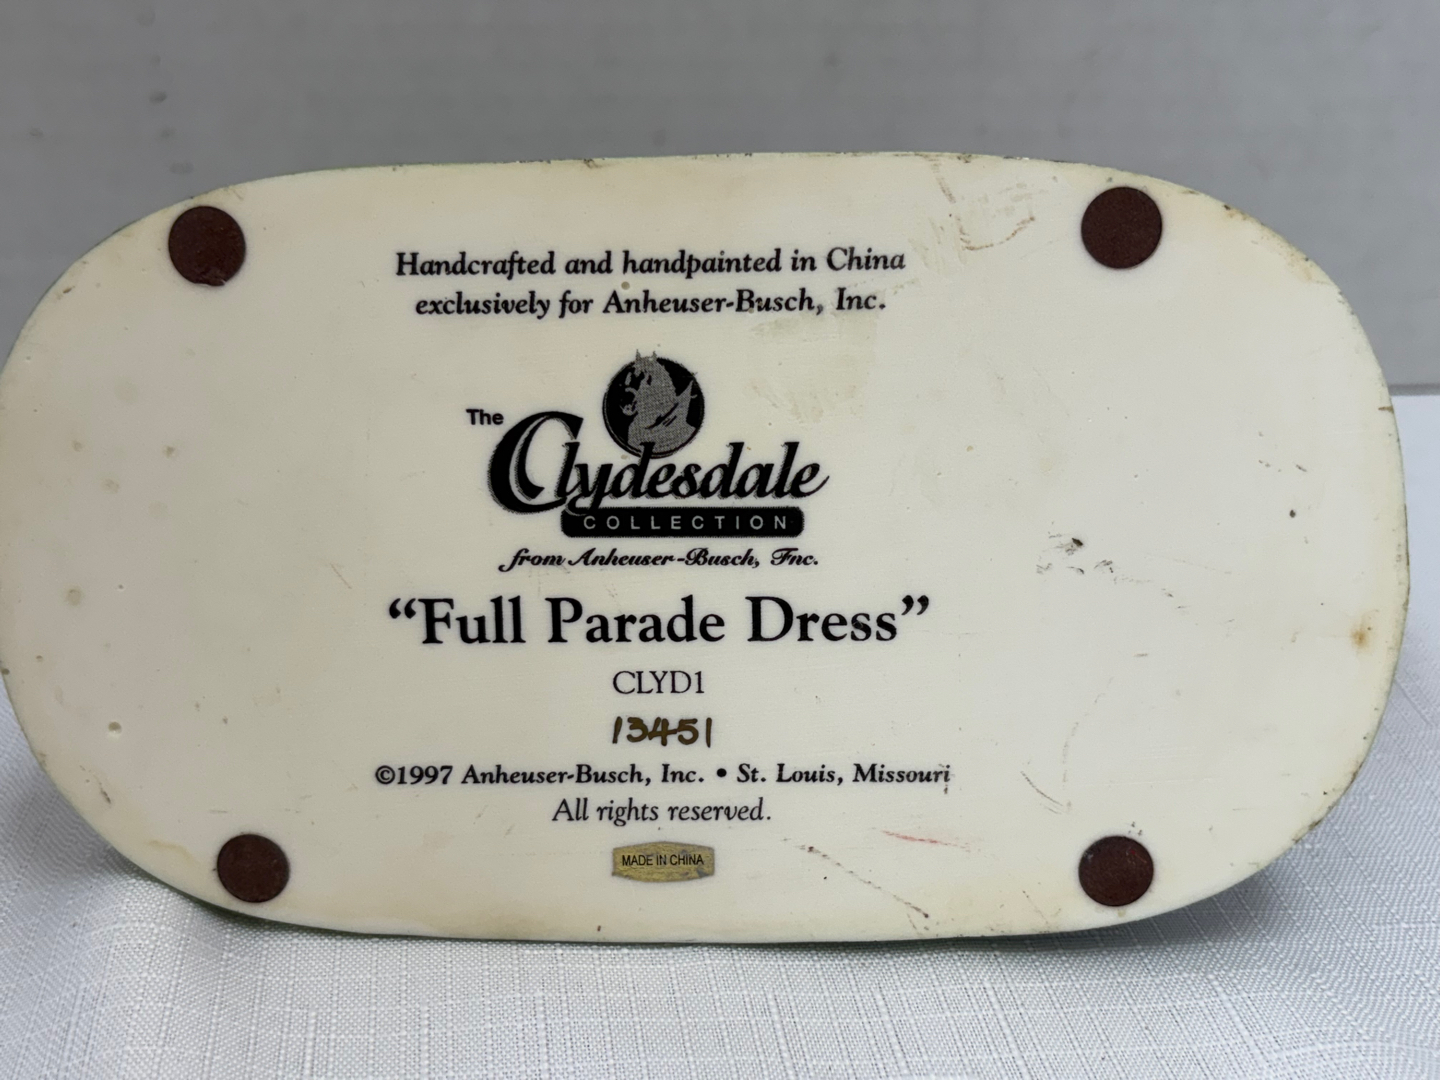 Handcrafted and handpainted in China
exclusively for Anheuser-Busch, Inc.
The
Clydesdale
COLLECTION
from Anheuser-Busch, Inc.
“Full Parade Dress”
CLYD1
13451
©1997 Anheuser-Busch, Inc. • St. Louis, Missouri
All rights reserved.
MADE IN CHINA